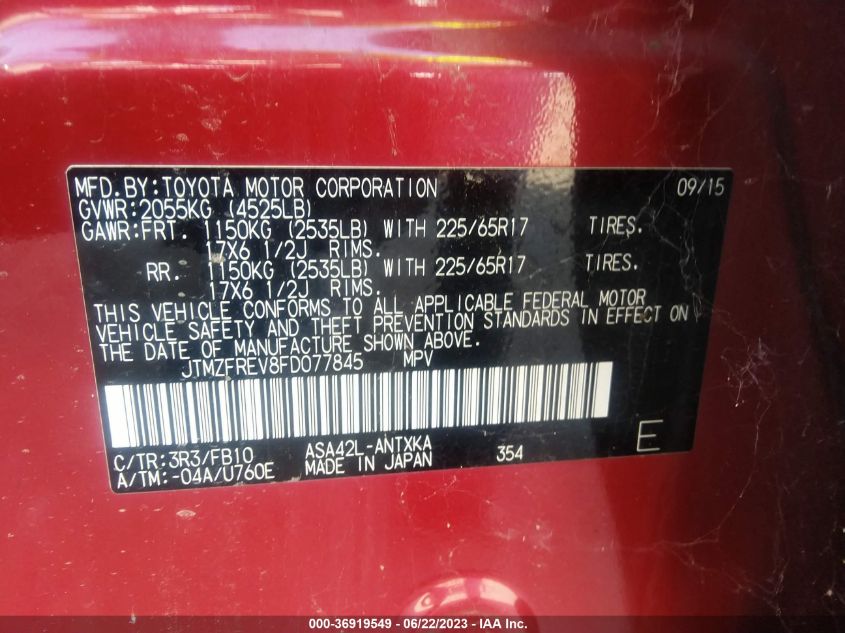 MFD.BY:TOYOTA MOTOR CORPORATION 09/15
GVWR:2055KG (4525LB)
GAWR:FRT. 1150KG (2535LB) WITH 225/65R17 TIRES.
17X6 1/2J RIMS.
RR. 1150KG (2535LB) WITH 225/65R17 TIRES.
17X6 1/2J RIMS.
THIS VEHICLE CONFORMS TO ALL APPLICABLE FEDERAL MOTOR
VEHICLE SAFETY AND THEFT PREVENTION STANDARDS IN EFFECT ON
THE DATE OF MANUFACTURE SHOWN ABOVE.
JTMZFREV8FD077845 MPV
C/TR:3R3/FB10 ASA42L-ANTXKA 354 E
A/TM:-04A/U760E MADE IN JAPAN
000-36919549 - 06/22/2023 - IAA Inc.